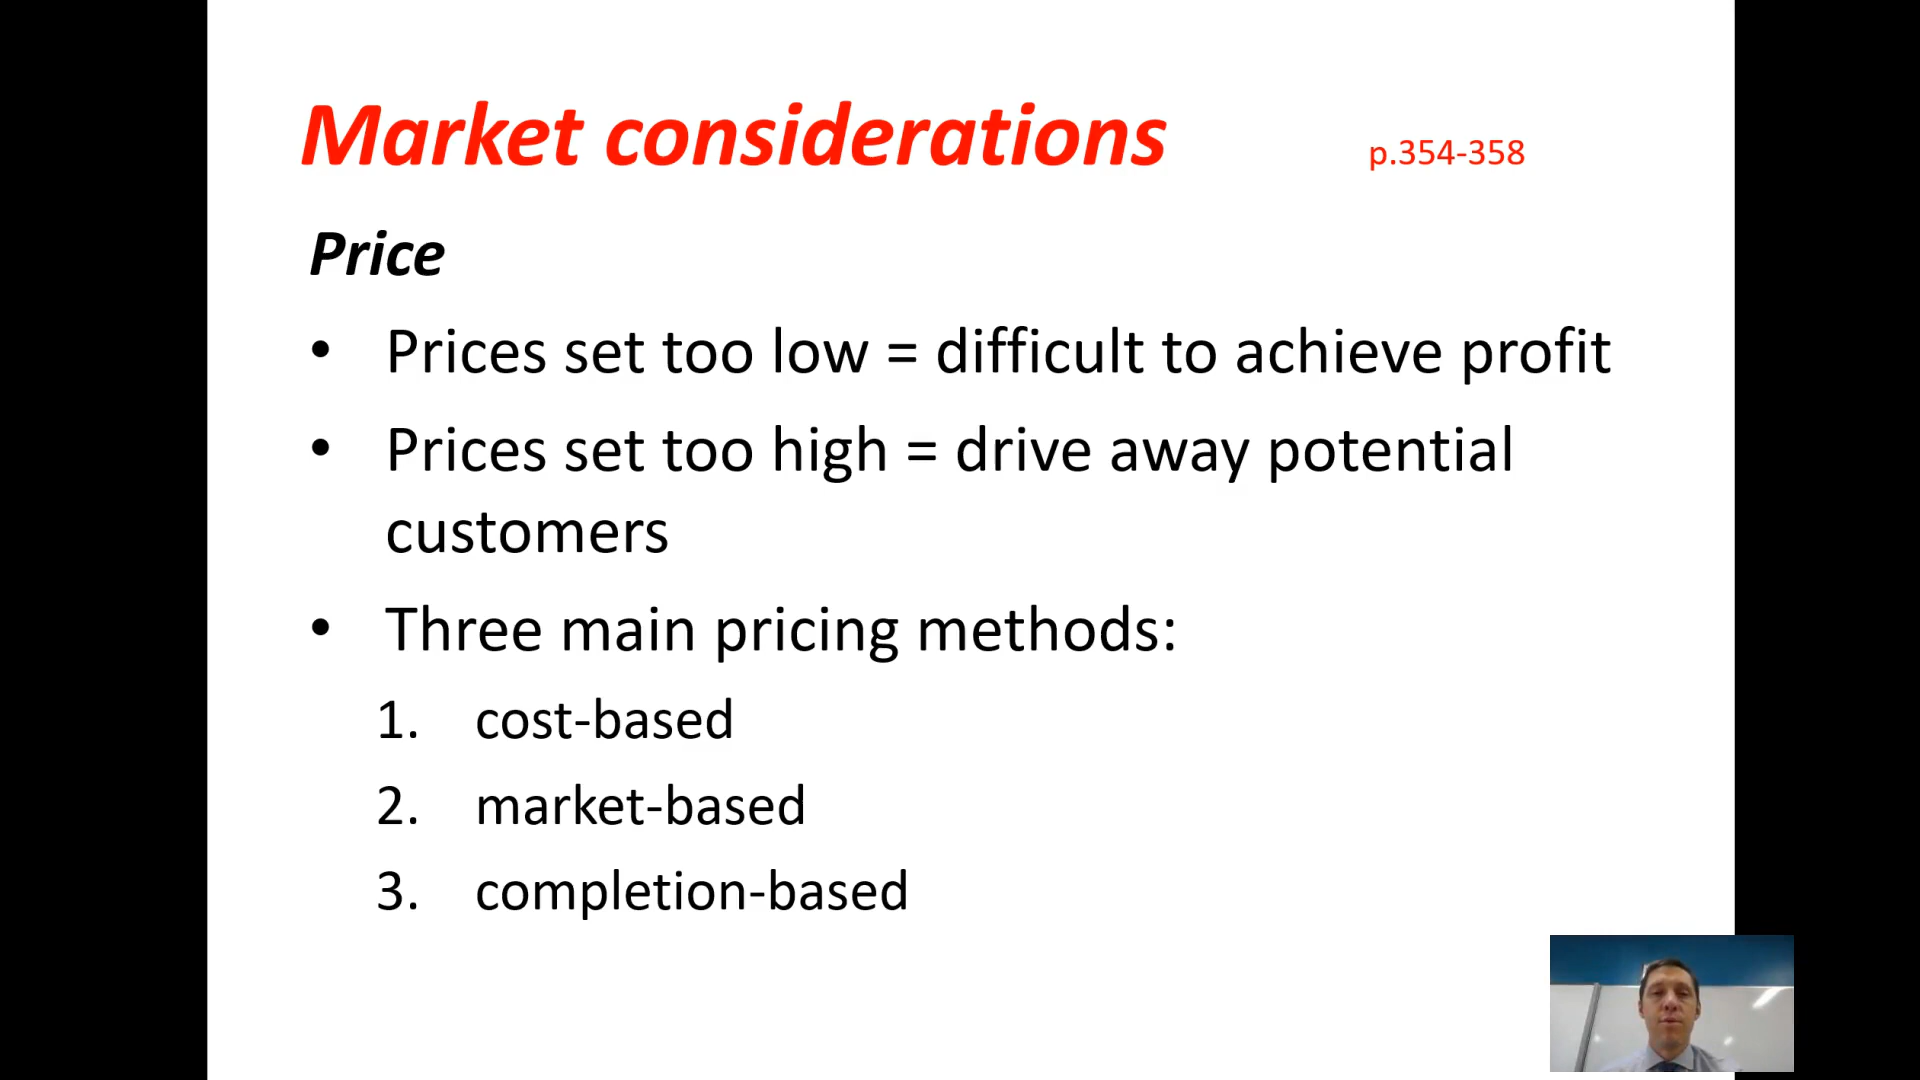 Market considerations p.354-358
Price
• Prices set too low = difficult to achieve profit
• Prices set too high = drive away potential
customers
• Three main pricing methods:
1. cost-based
2. market-based
3. completion-based